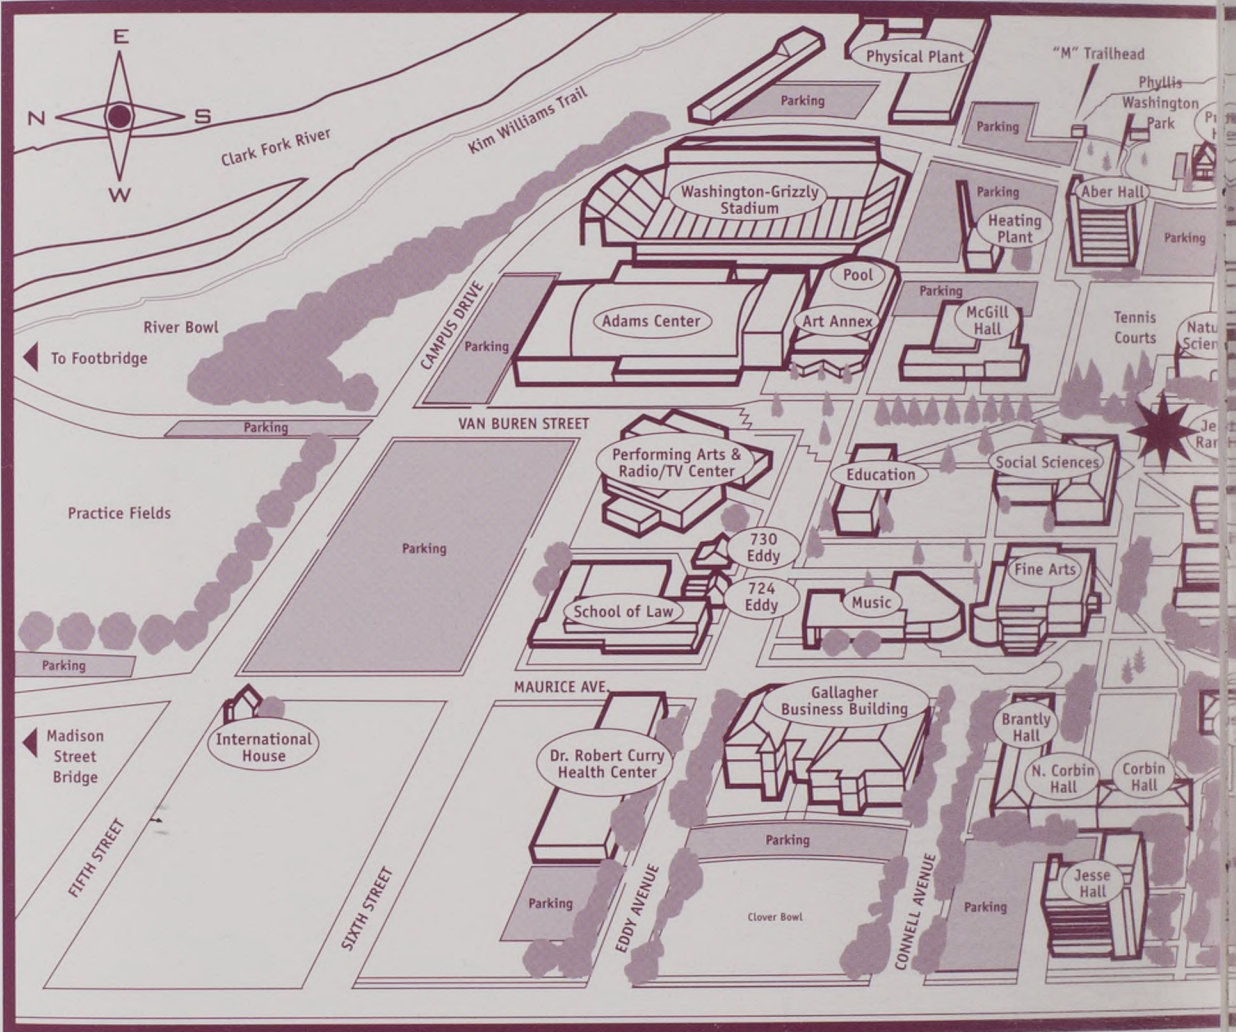 E
N
S
W
Clark Fork River
Kim Williams Trail
Physical Plant
"M" Trailhead
Phyllis
Washington
Park
Parking
Parking
Washington-Grizzly
Stadium
Parking
Heating
Plant
Aber Hall
Parking
Pool
Art Annex
Adams Center
Parking
McGill
Hall
Tennis
Courts
CAMPUS DRIVE
Parking
River Bowl
To Footbridge
Parking
VAN BUREN STREET
Performing Arts &
Radio/TV Center
Education
Social Sciences
Practice Fields
Parking
730
Eddy
724
Eddy
School of Law
Music
Fine Arts
Parking
MAURICE AVE.
Gallagher
Business Building
Brantly
Hall
International
House
Madison
Street
Bridge
Dr. Robert Curry
Health Center
N. Corbin
Hall
Corbin
Hall
Parking
FIFTH STREET
SIXTH STREET
Parking
EDDY AVENUE
Clover Bowl
CONNELL AVENUE
Parking
Jesse
Hall